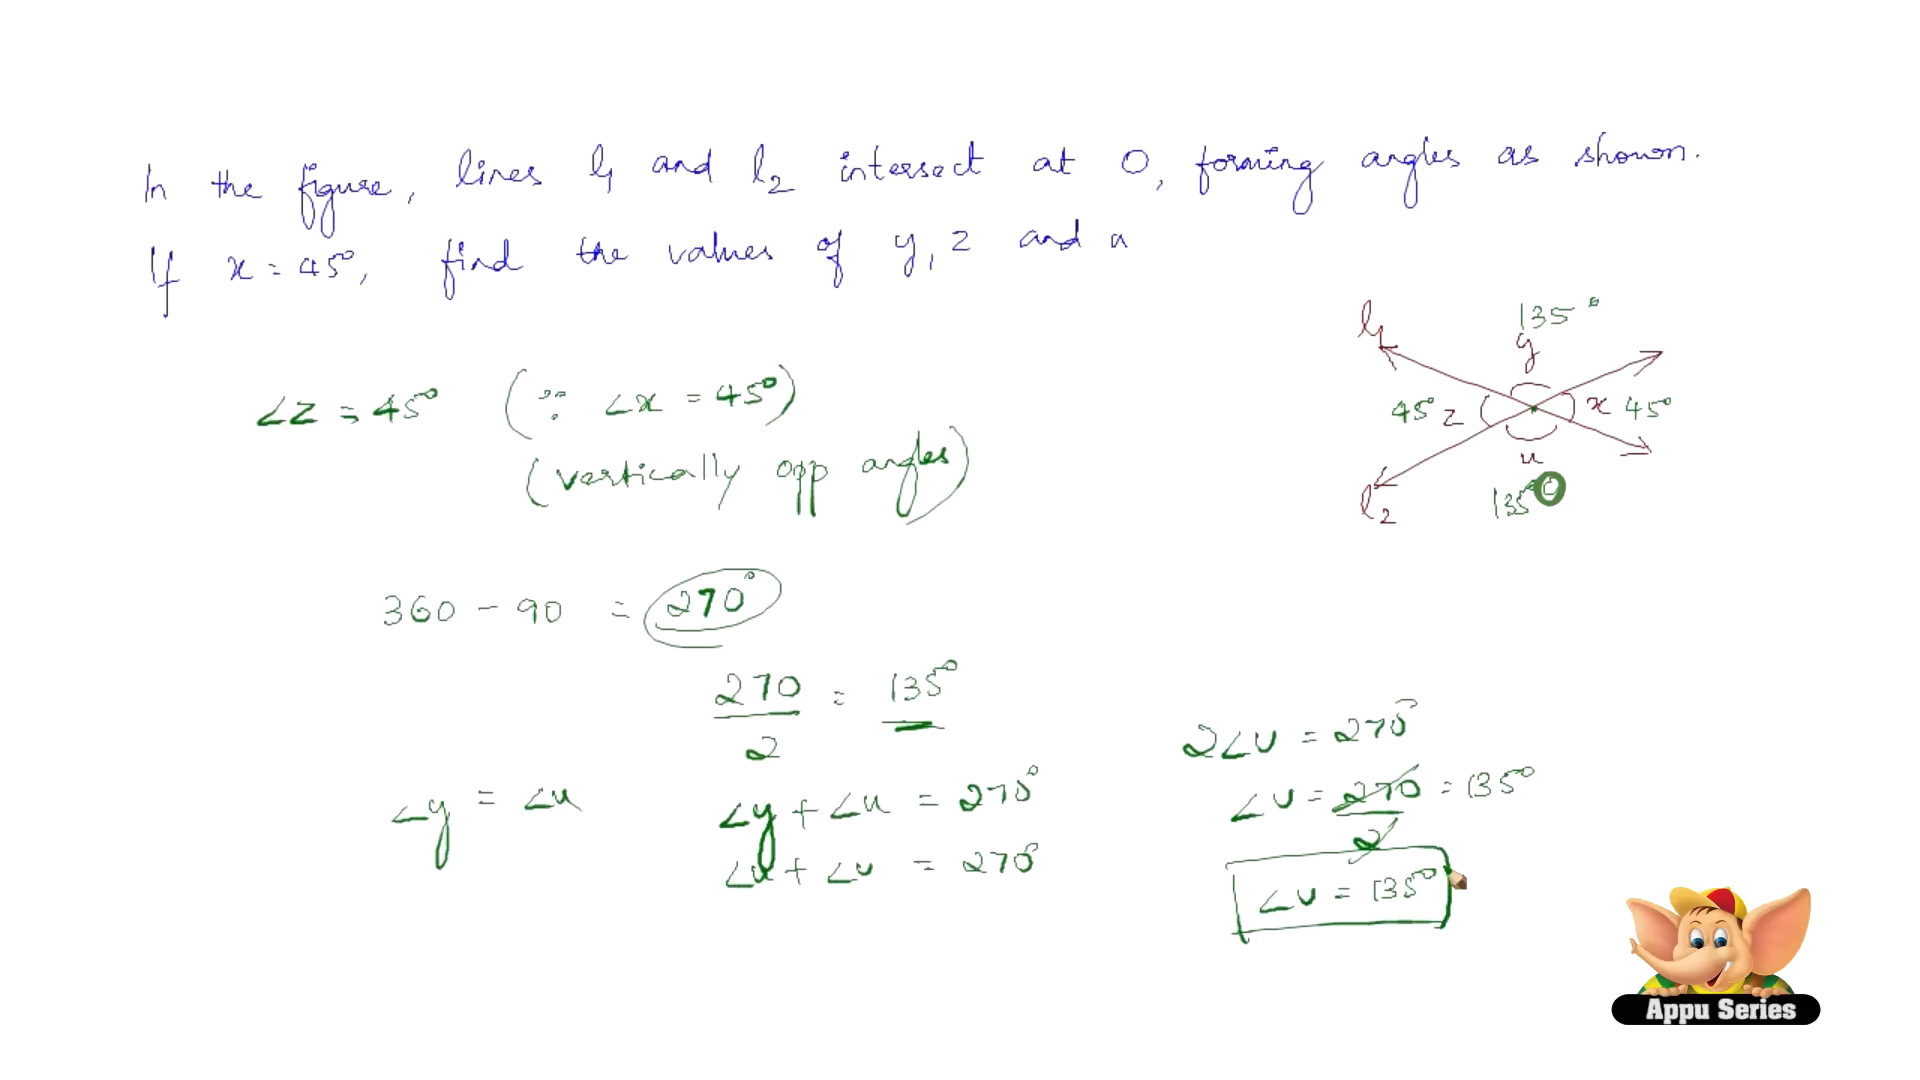 In the figure, lines l1 and l2 intersect at O, forming angles as shown.
If x = 45°, find the values of y, z and u
l1
135°
y
45° z
x 45°
u
135°
l2
∠z = 45° (∵ ∠x = 45°)
(vertically opp angles)
360 - 90 = 270°
270/2 = 135°
∠y = ∠u
∠y + ∠u = 270°
∠u + ∠u = 270°
2∠u = 270°
∠u = 270/2 = 135°
∠u = 135°
Appu Series